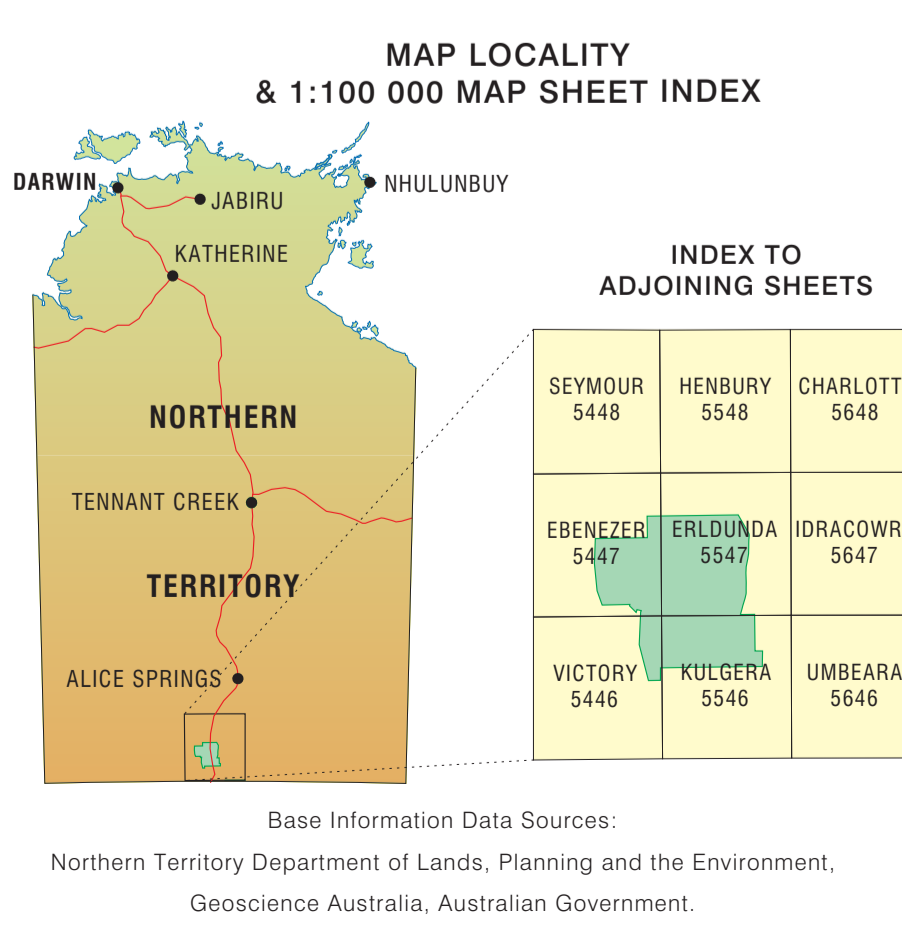 MAP LOCALITY
& 1:100 000 MAP SHEET INDEX
DARWIN
JABIRU
NHULUNBUY
KATHERINE
NORTHERN
TENNANT CREEK
TERRITORY
ALICE SPRINGS
INDEX TO
ADJOINING SHEETS
SEYMOUR
5448
HENBURY
5548
CHARLOTT
5648
EBENEZER
5447
ERLDUNDA
5547
IDRACOWR
5647
VICTORY
5446
KULGERA
5546
UMBEARA
5646
Base Information Data Sources:
Northern Territory Department of Lands, Planning and the Environment,
Geoscience Australia, Australian Government.